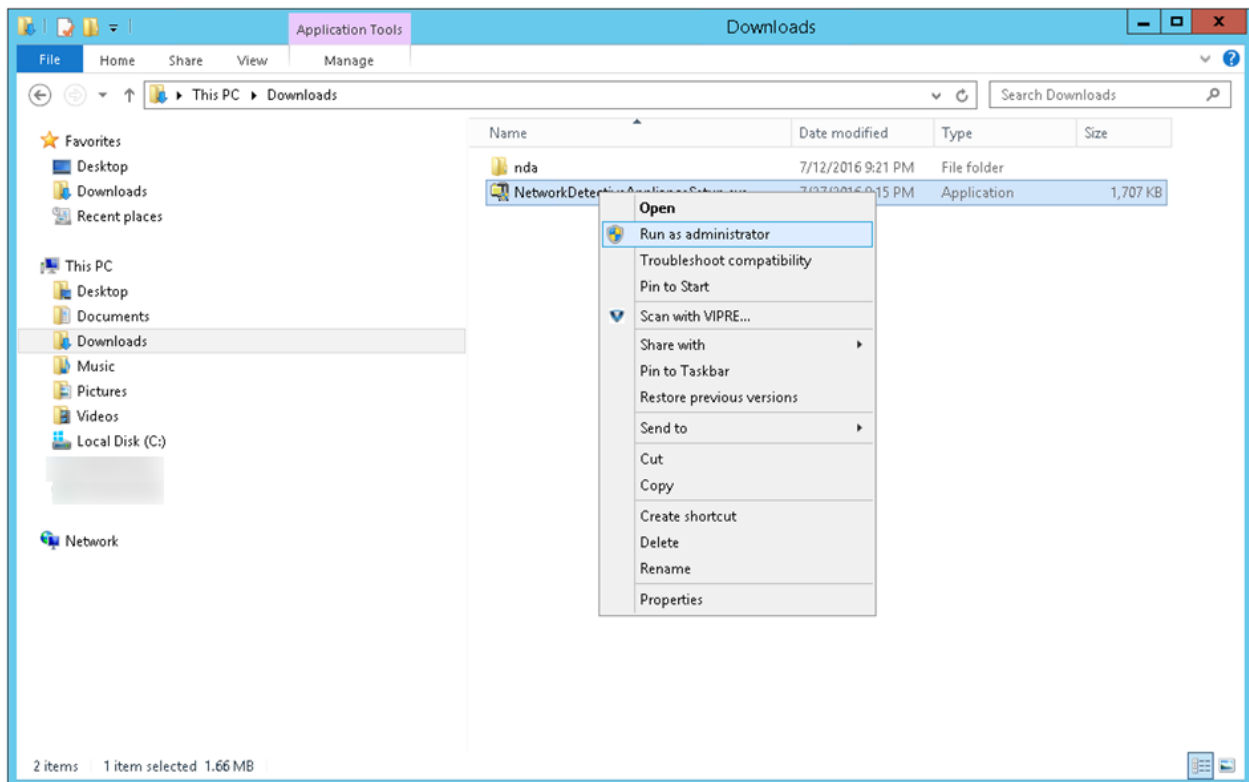 Application Tools
Downloads
File Home Share View Manage
This PC Downloads
Search Downloads
Name Date modified Type Size
Favorites
Desktop
Downloads
Recent places
This PC
Desktop
Documents
Downloads
Music
Pictures
Videos
Local Disk (C:)
Network
nda 7/12/2016 9:21 PM File folder
Application 1,707 KB
Open
Run as administrator
Troubleshoot compatibility
Pin to Start
Scan with VIPRE...
Share with
Pin to Taskbar
Restore previous versions
Send to
Cut
Copy
Create shortcut
Delete
Rename
Properties
2 items 1 item selected 1.66 MB